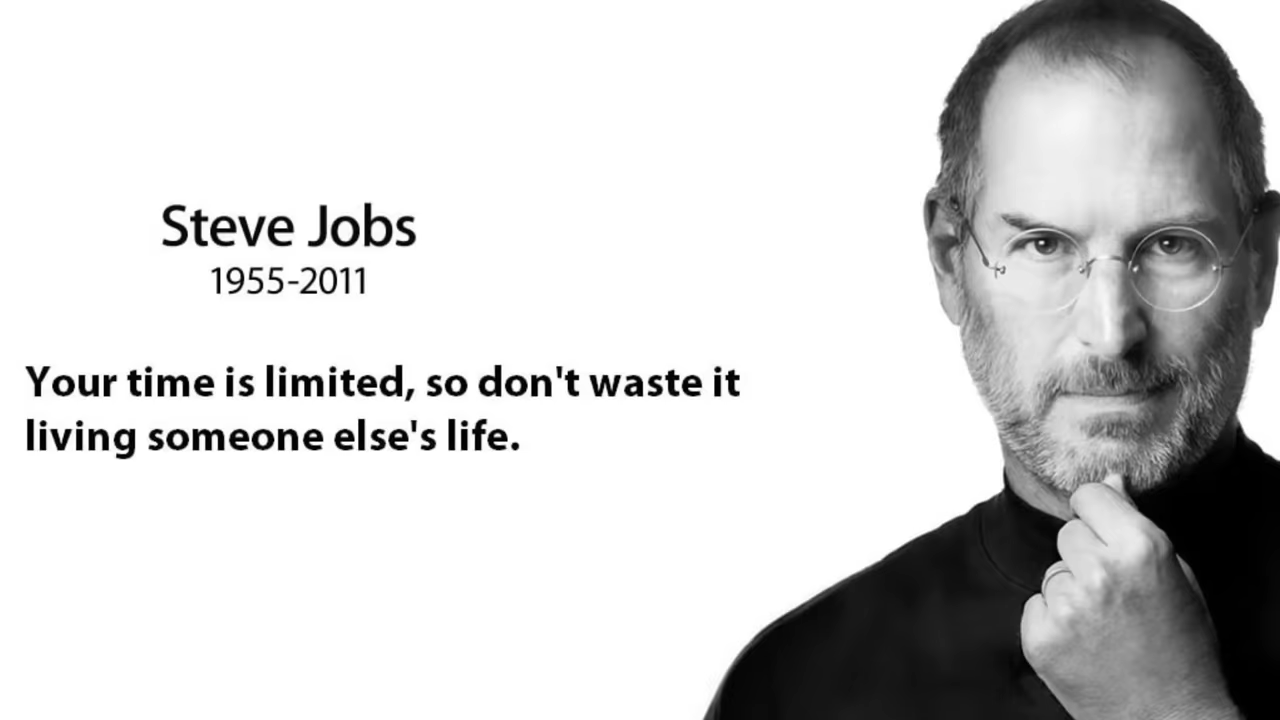 Steve Jobs
1955-2011
Your time is limited, so don't waste it
living someone else's life.